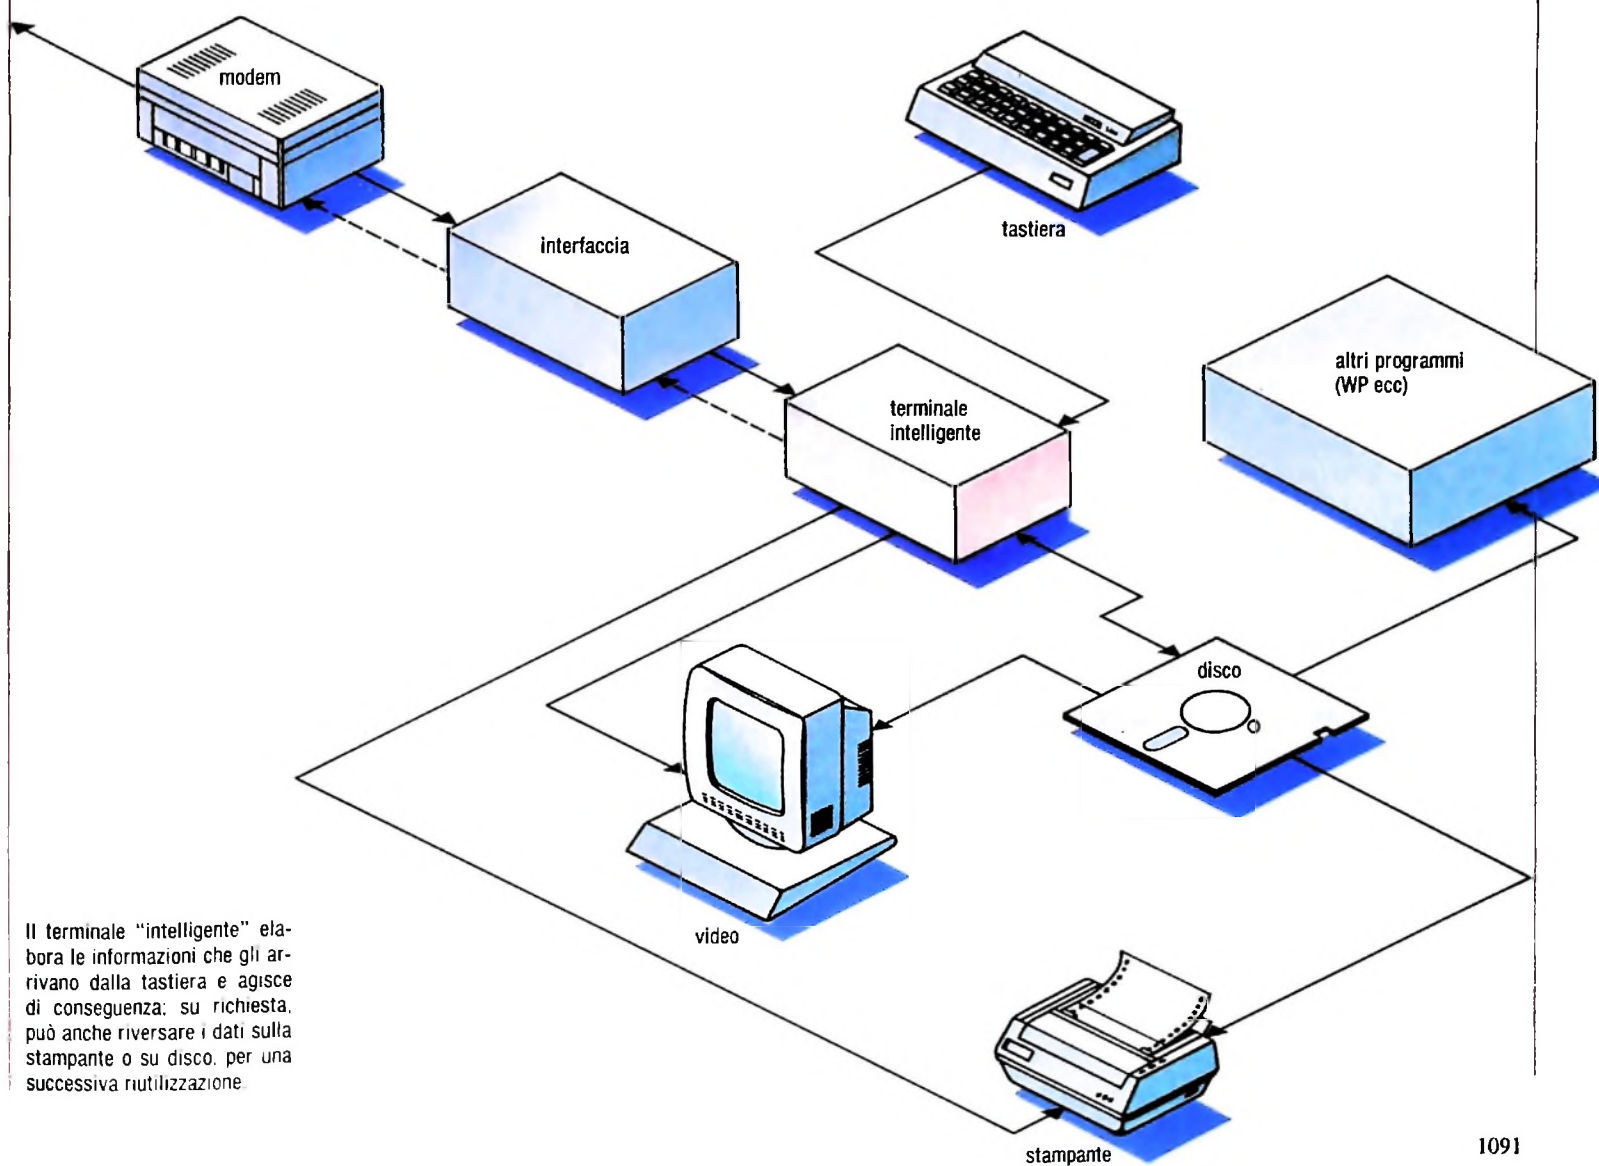 modem
tastiera
interfaccia
altri programmi
(WP ecc)
terminale
intelligente
disco
video
Il terminale "intelligente" ela-
bora le informazioni che gli ar-
rivano dalla tastiera e agisce
di conseguenza; su richiesta,
può anche riversare i dati sulla
stampante o su disco, per una
successiva riutilizzazione.
stampante
1091